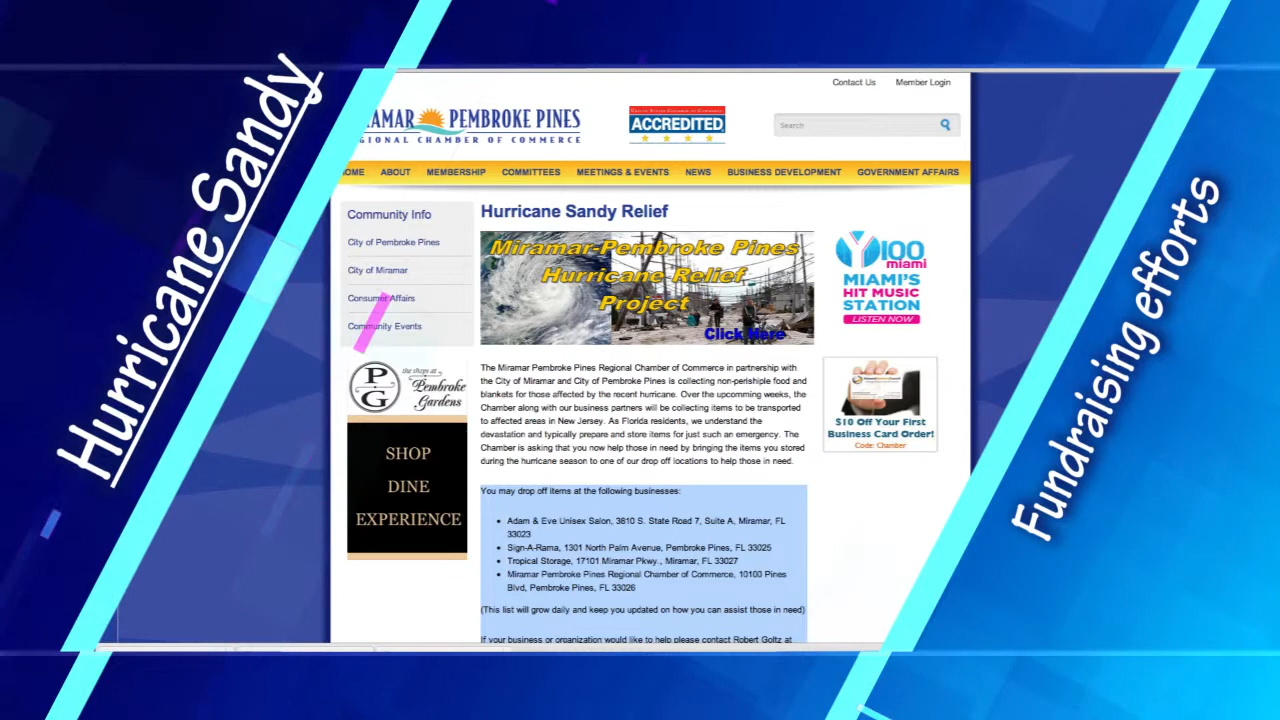 Hurricane Sandy
Contact Us Member Login
PEMBROKE PINES
CHAMBER OF COMMERCE
ACCREDITED
Search
ABOUT MEMBERSHIP COMMITTEES MEETINGS & EVENTS NEWS BUSINESS DEVELOPMENT GOVERNMENT AFFAIRS
Community Info
City of Pembroke Pines
City of Miramar
Consumer Affairs
Community Events
PG the shops at Pembroke Gardens
SHOP
DINE
EXPERIENCE
Hurricane Sandy Relief
Miramar-Pembroke Pines
Hurricane Relief
Project
Click Here
The Miramar Pembroke Pines Regional Chamber of Commerce in partnership with
the City of Miramar and City of Pembroke Pines is collecting non-perishiple food and
blankets for those affected by the recent hurricane. Over the upcomming weeks, the
Chamber along with our business partners will be collecting items to be transported
to affected areas in New Jersey. As Florida residents, we understand the
devastation and typically prepare and store items for just such an emergency. The
Chamber is asking that you now help those in need by bringing the items you stored
during the hurricane season to one of our drop off locations to help those in need.
You may drop off items at the following businesses:
• Adam & Eve Unisex Salon, 3810 S. State Road 7, Suite A, Miramar, FL
33023
• Sign-A-Rama, 1301 North Palm Avenue, Pembroke Pines, FL 33025
• Tropical Storage, 17101 Miramar Pkwy., Miramar, FL 33027
• Miramar Pembroke Pines Regional Chamber of Commerce, 10100 Pines
Blvd, Pembroke Pines, FL 33026
(This list will grow daily and keep you updated on how you can assist those in need)
If your business or organization would like to help please contact Robert Goltz at
Y100
miami
MIAMI'S
HIT MUSIC
STATION
LISTEN NOW
$10 Off Your First
Business Card Order!
Code: Chamber
Fundraising efforts